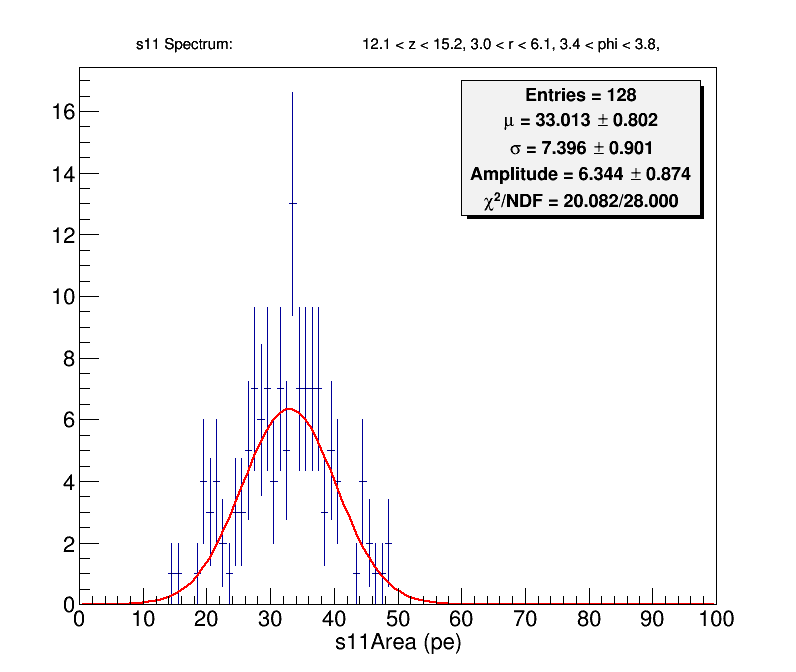 s11 Spectrum: 12.1 < z < 15.2, 3.0 < r < 6.1, 3.4 < phi < 3.8,
Entries = 128
μ = 33.013 ± 0.802
σ = 7.396 ± 0.901
Amplitude = 6.344 ± 0.874
χ²/NDF = 20.082/28.000
16
14
12
10
8
6
4
2
0
0 10 20 30 40 50 60 70 80 90 100
s11Area (pe)